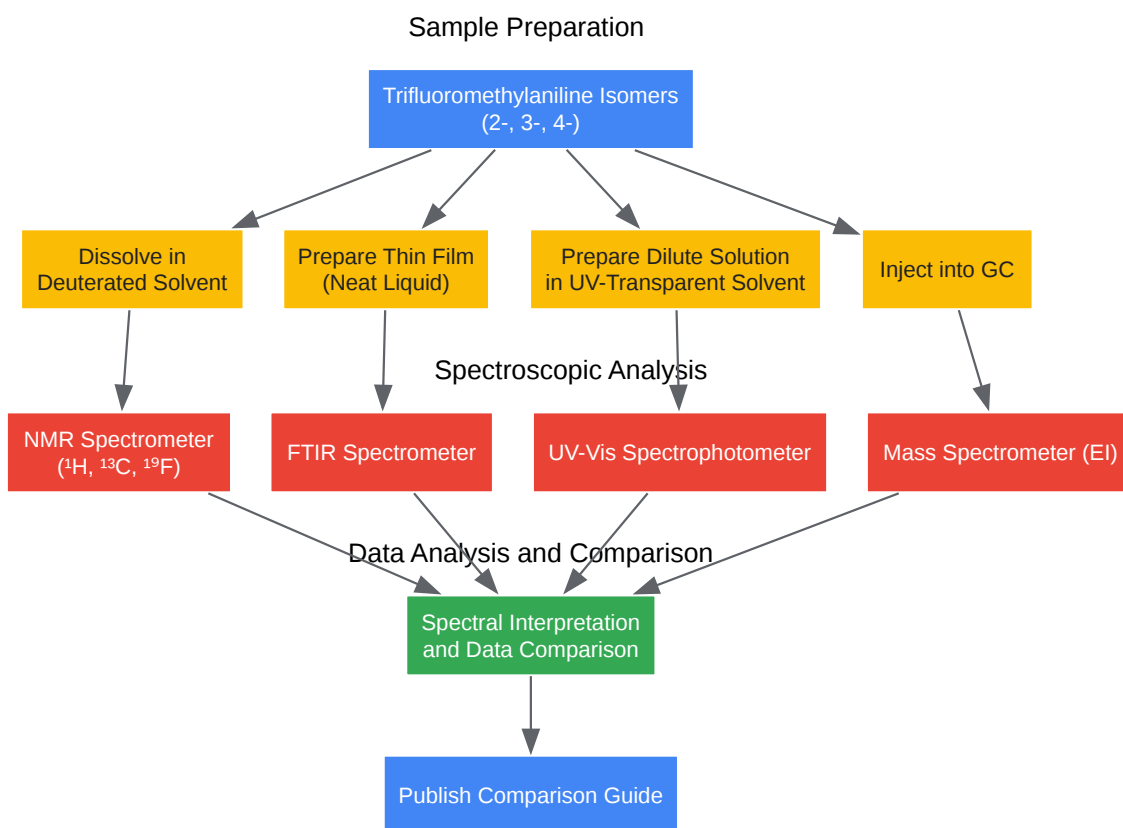 Sample Preparation
Trifluoromethylaniline Isomers
(2-, 3-, 4-)
Dissolve in
Deuterated Solvent
Prepare Thin Film
(Neat Liquid)
Prepare Dilute Solution
in UV-Transparent Solvent
Inject into GC
Spectroscopic Analysis
NMR Spectrometer
(¹H, ¹³C, ¹⁹F)
FTIR Spectrometer
UV-Vis Spectrophotometer
Mass Spectrometer (EI)
Data Analysis and Comparison
Spectral Interpretation
and Data Comparison
Publish Comparison Guide